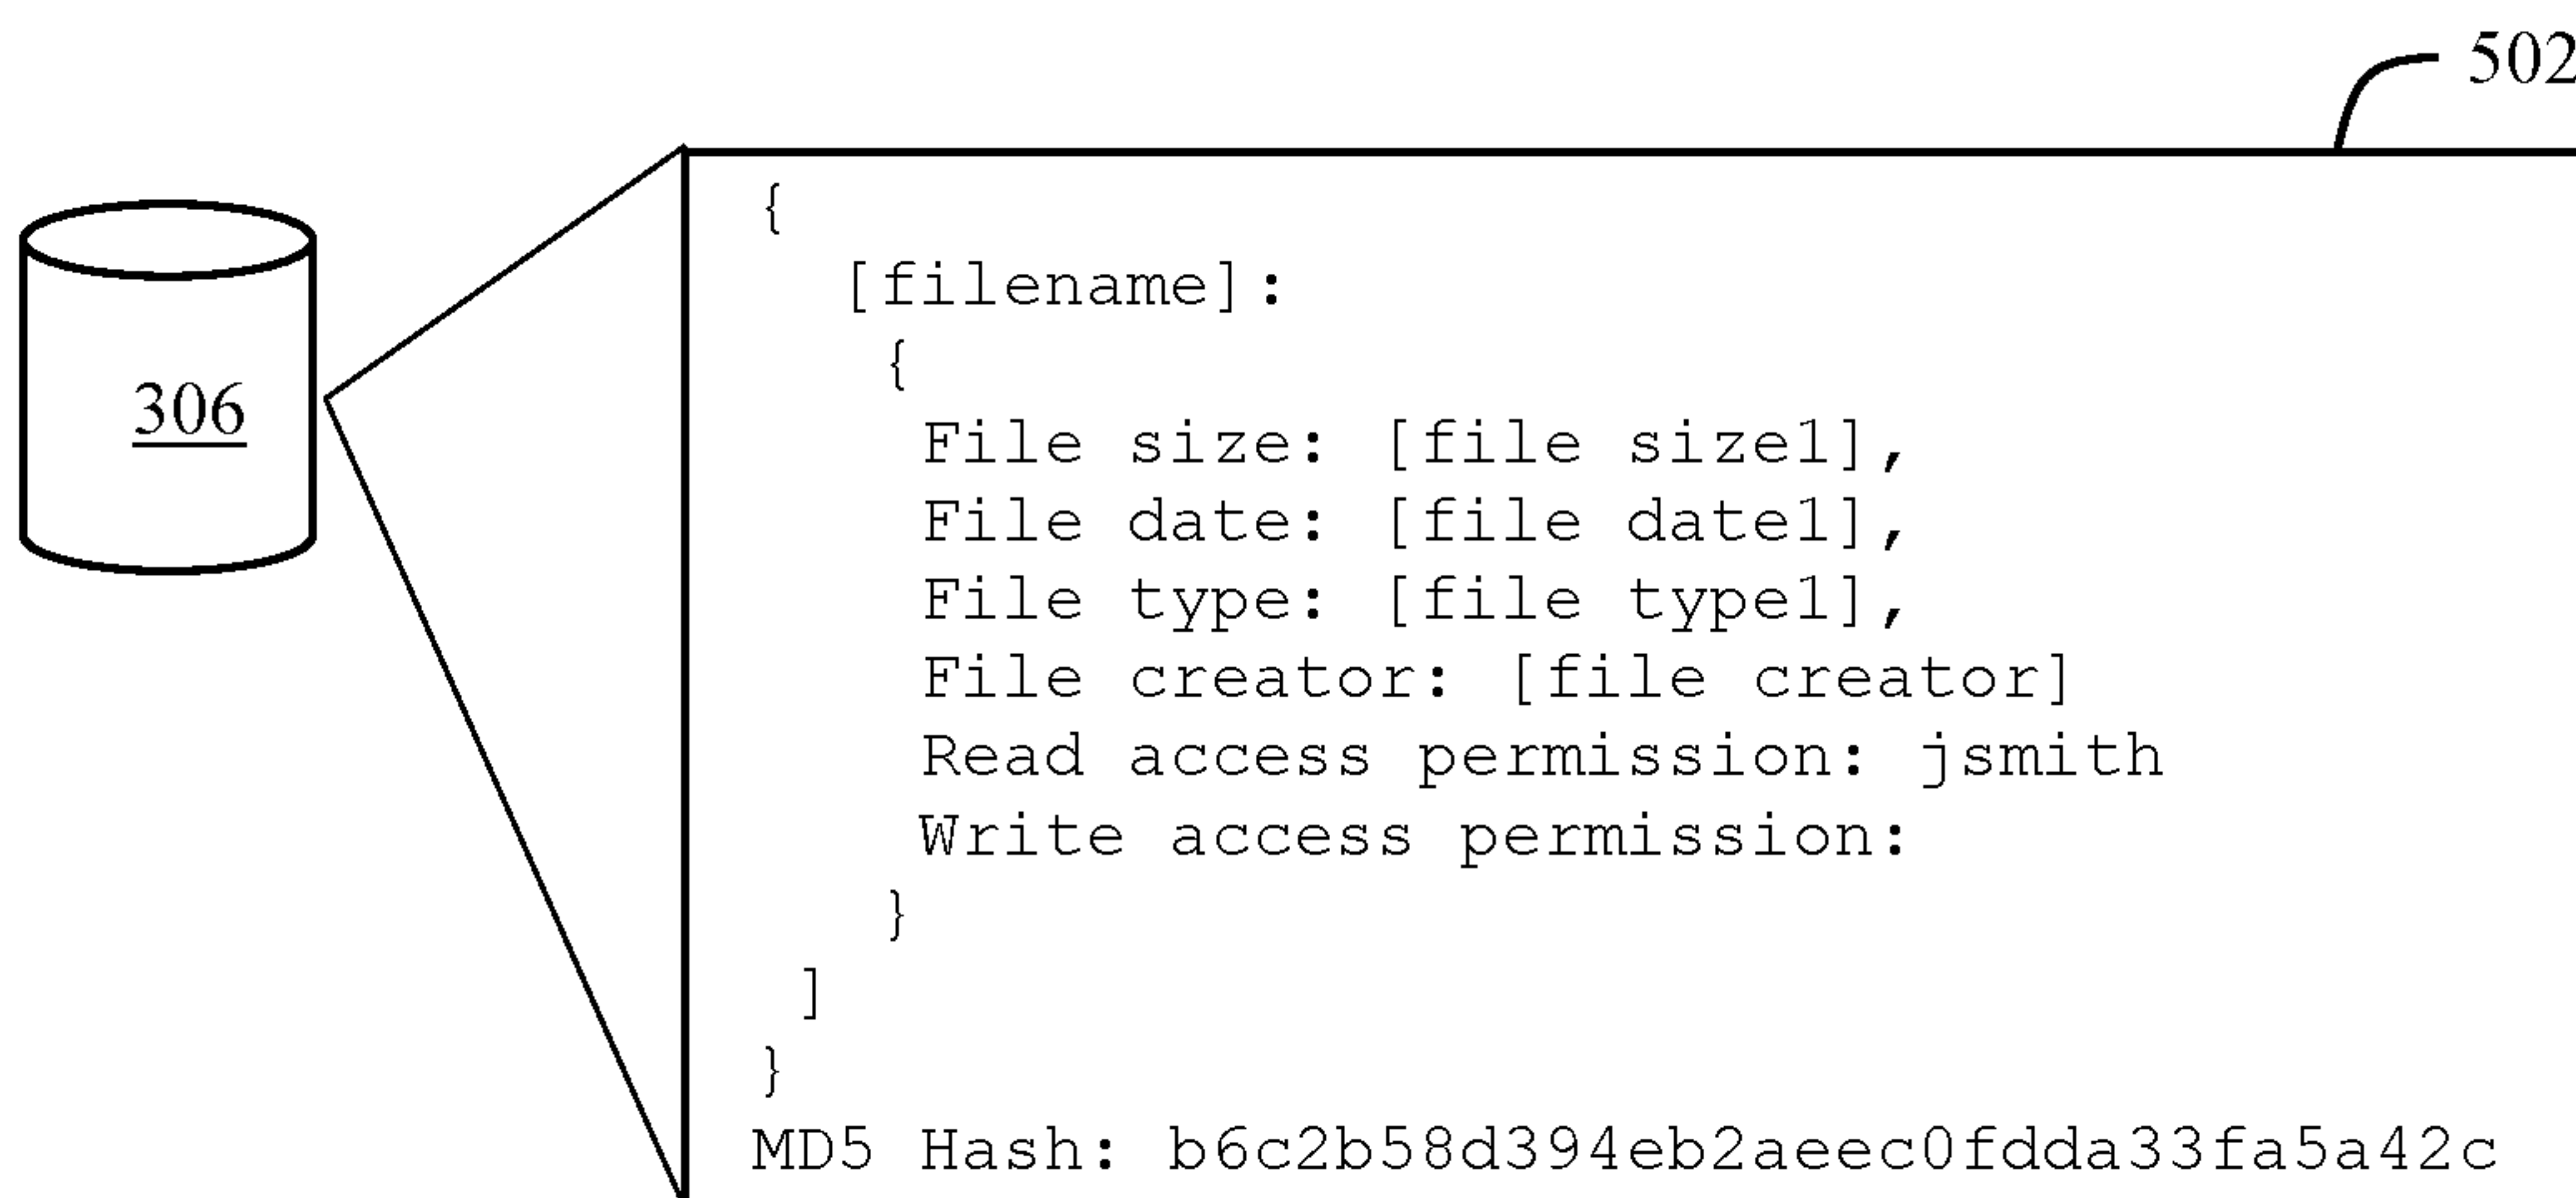 502
{
[filename]:
{
306
File size: [file size1],
File date: [file date1],
File type: [file type1],
File creator: [file creator]
Read access permission: jsmith
Write access permission:
}
]
}
MD5 Hash: b6c2b58d394eb2aeec0fdda33fa5a42c